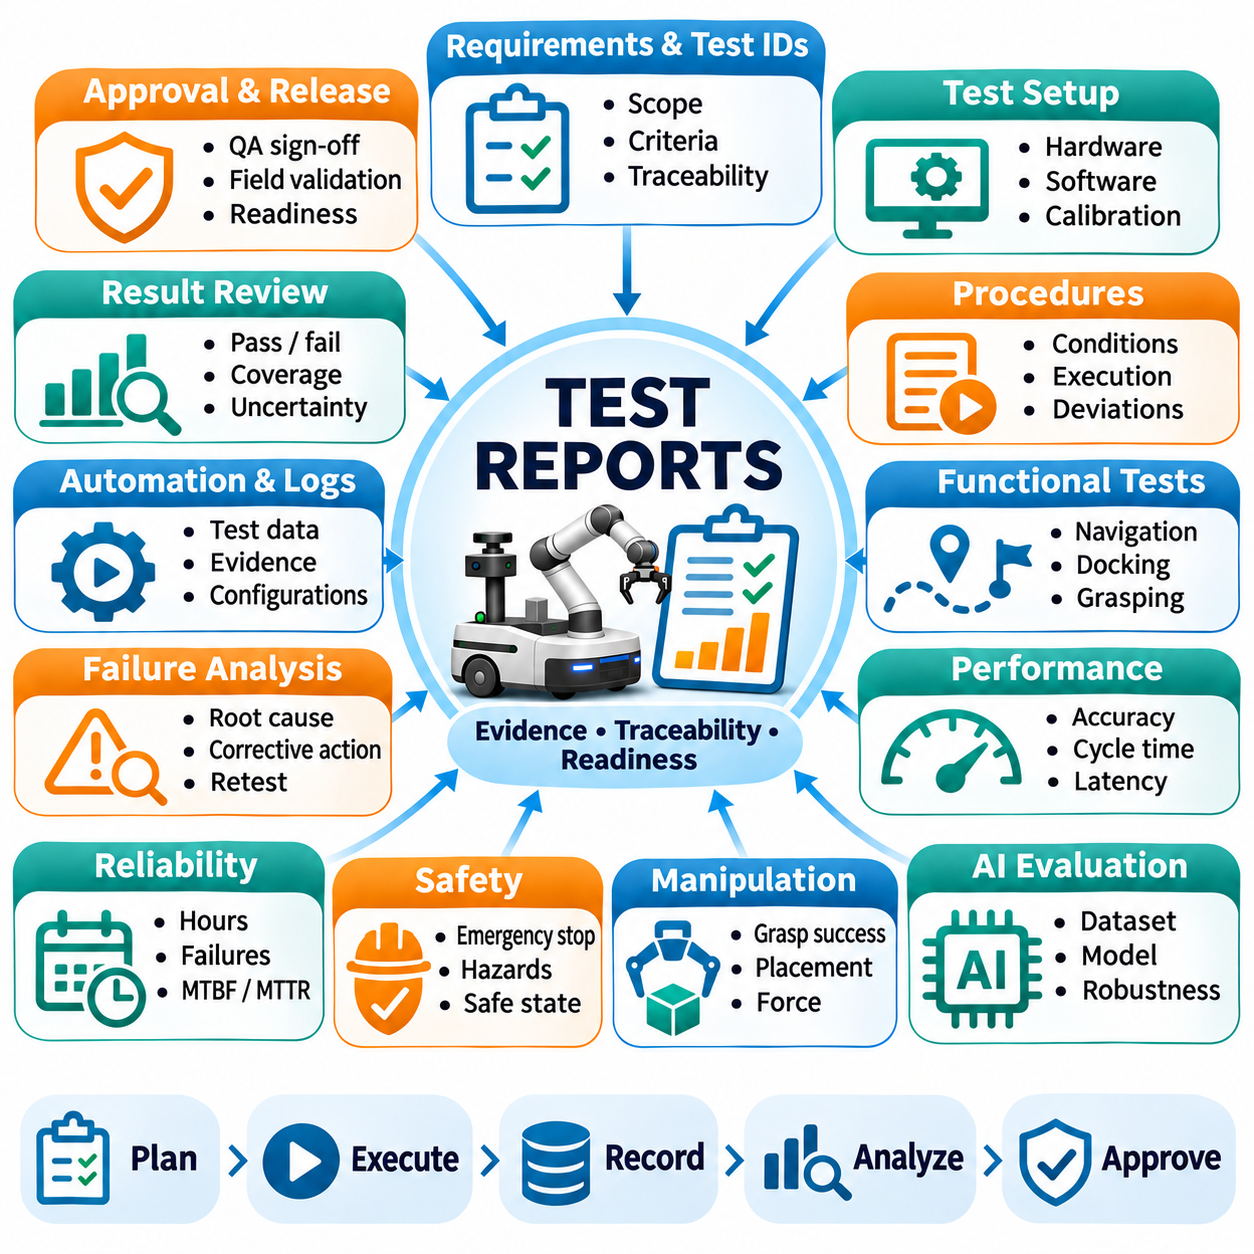 Requirements & Test IDs
• Scope
• Criteria
• Traceability
Approval & Release
• QA sign-off
• Field validation
• Readiness
Test Setup
• Hardware
• Software
• Calibration
Result Review
• Pass / fail
• Coverage
• Uncertainty
Procedures
• Conditions
• Execution
• Deviations
TEST
REPORTS
Evidence • Traceability •
Readiness
Automation & Logs
• Test data
• Evidence
• Configurations
Functional Tests
• Navigation
• Docking
• Grasping
Failure Analysis
• Root cause
• Corrective action
• Retest
Performance
• Accuracy
• Cycle time
• Latency
Reliability
• Hours
• Failures
• MTBF / MTTR
Safety
• Emergency stop
• Hazards
• Safe state
Manipulation
• Grasp success
• Placement
• Force
AI Evaluation
AI
• Dataset
• Model
• Robustness
Plan
Execute
Record
Analyze
Approve